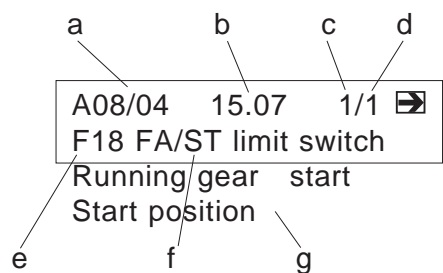 a b c d
A08/04 15.07 1/1
F18 FA/ST limit switch
Running gear start
Start position
e f g